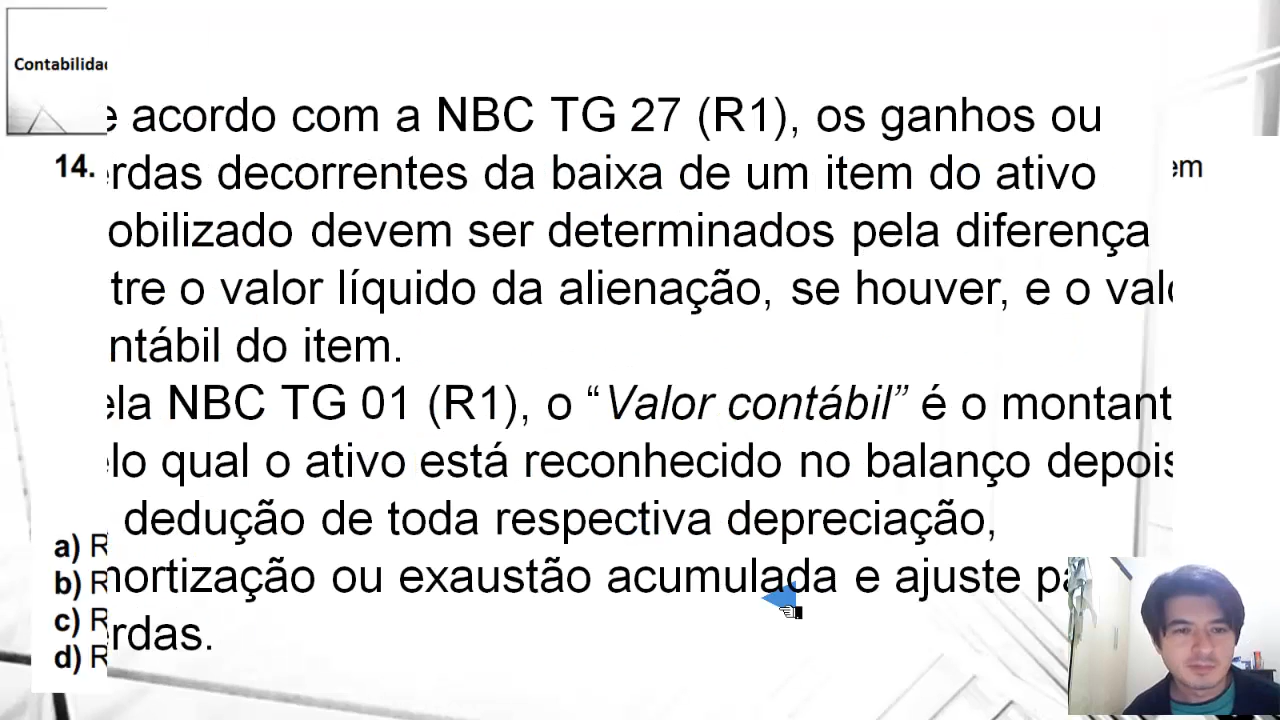 Contabilidad
e acordo com a NBC TG 27 (R1), os ganhos ou
14. rdas decorrentes da baixa de um item do ativo em
obilizado devem ser determinados pela diferença
tre o valor líquido da alienação, se houver, e o valo
ntábil do item.
ela NBC TG 01 (R1), o “Valor contábil” é o montant
lo qual o ativo está reconhecido no balanço depois
dedução de toda respectiva depreciação,
a) R
mortização ou exaustão acumulada e ajuste pa
b) R
c) R
rdas.
d) R